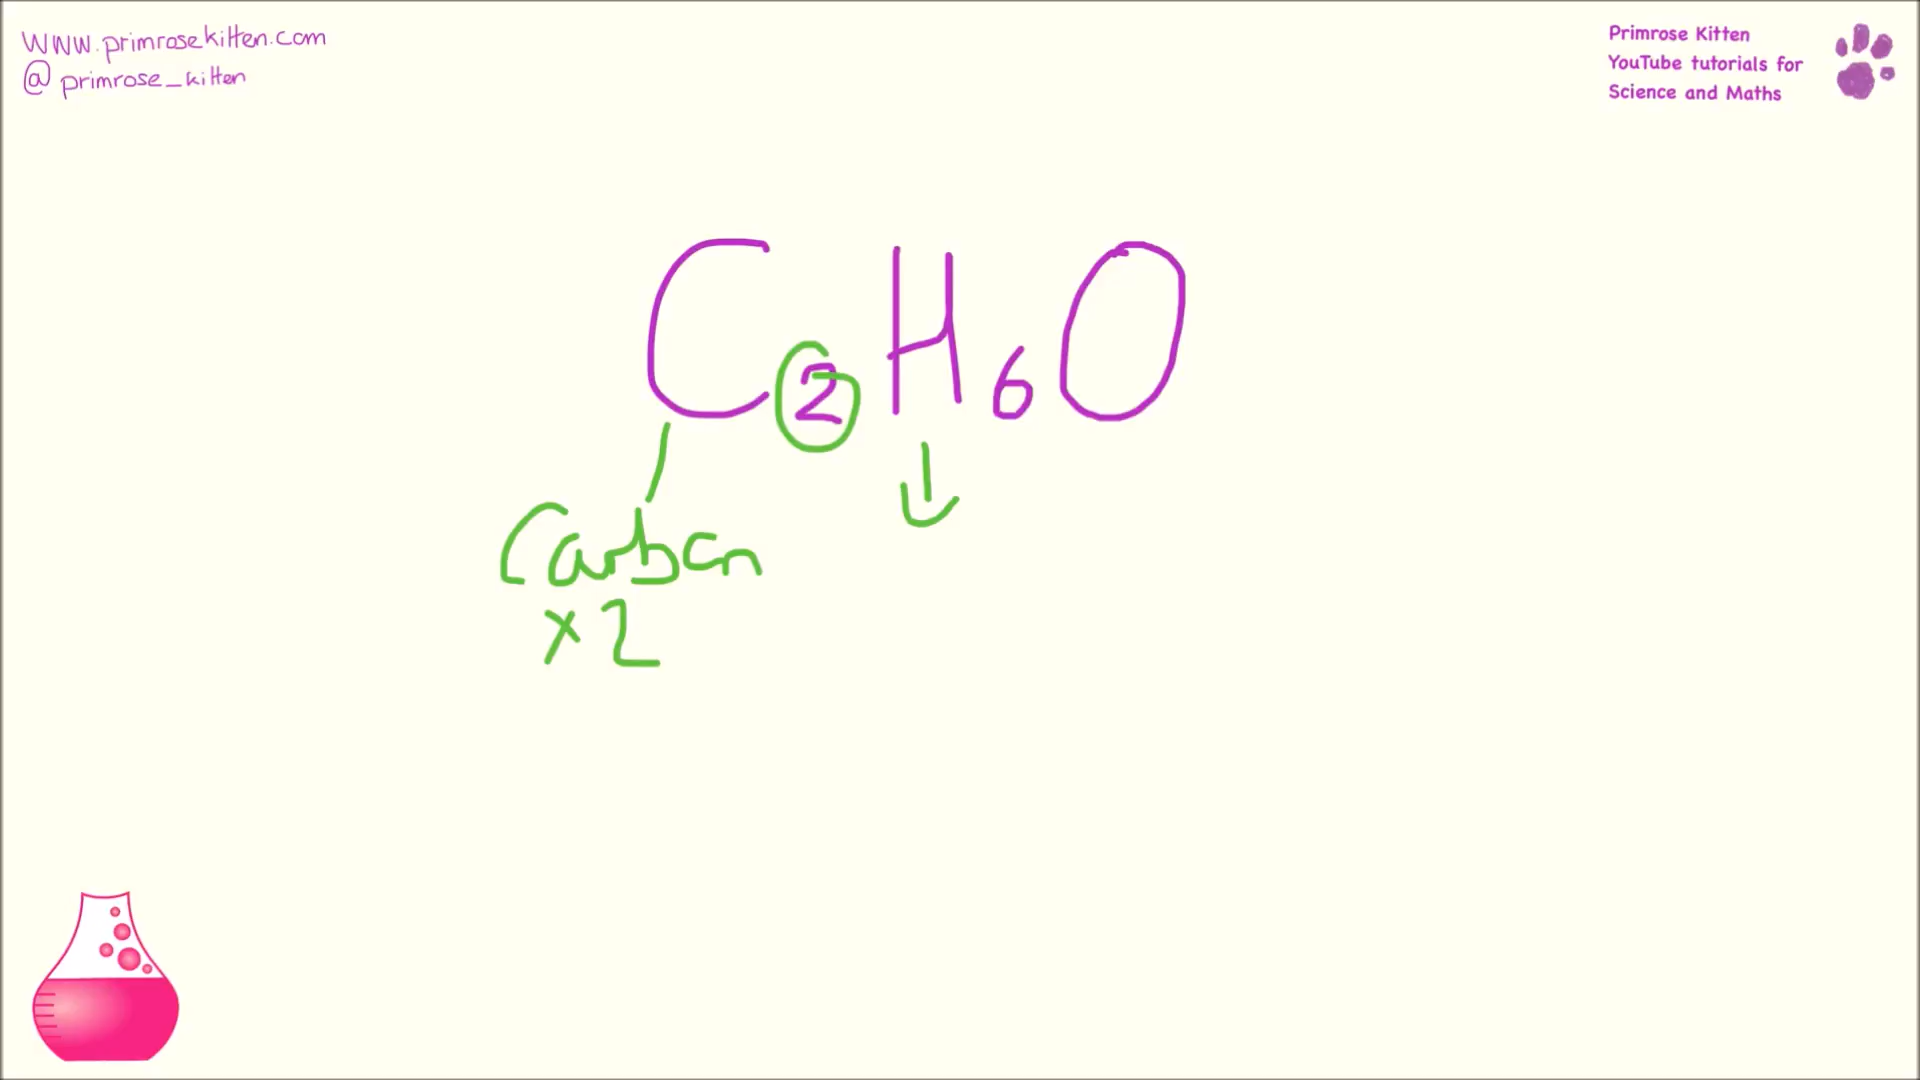 www.primrosekitten.com
@primrose_kitten
Primrose Kitten
YouTube tutorials for
Science and Maths
C₂H₆O
Carbon
x2